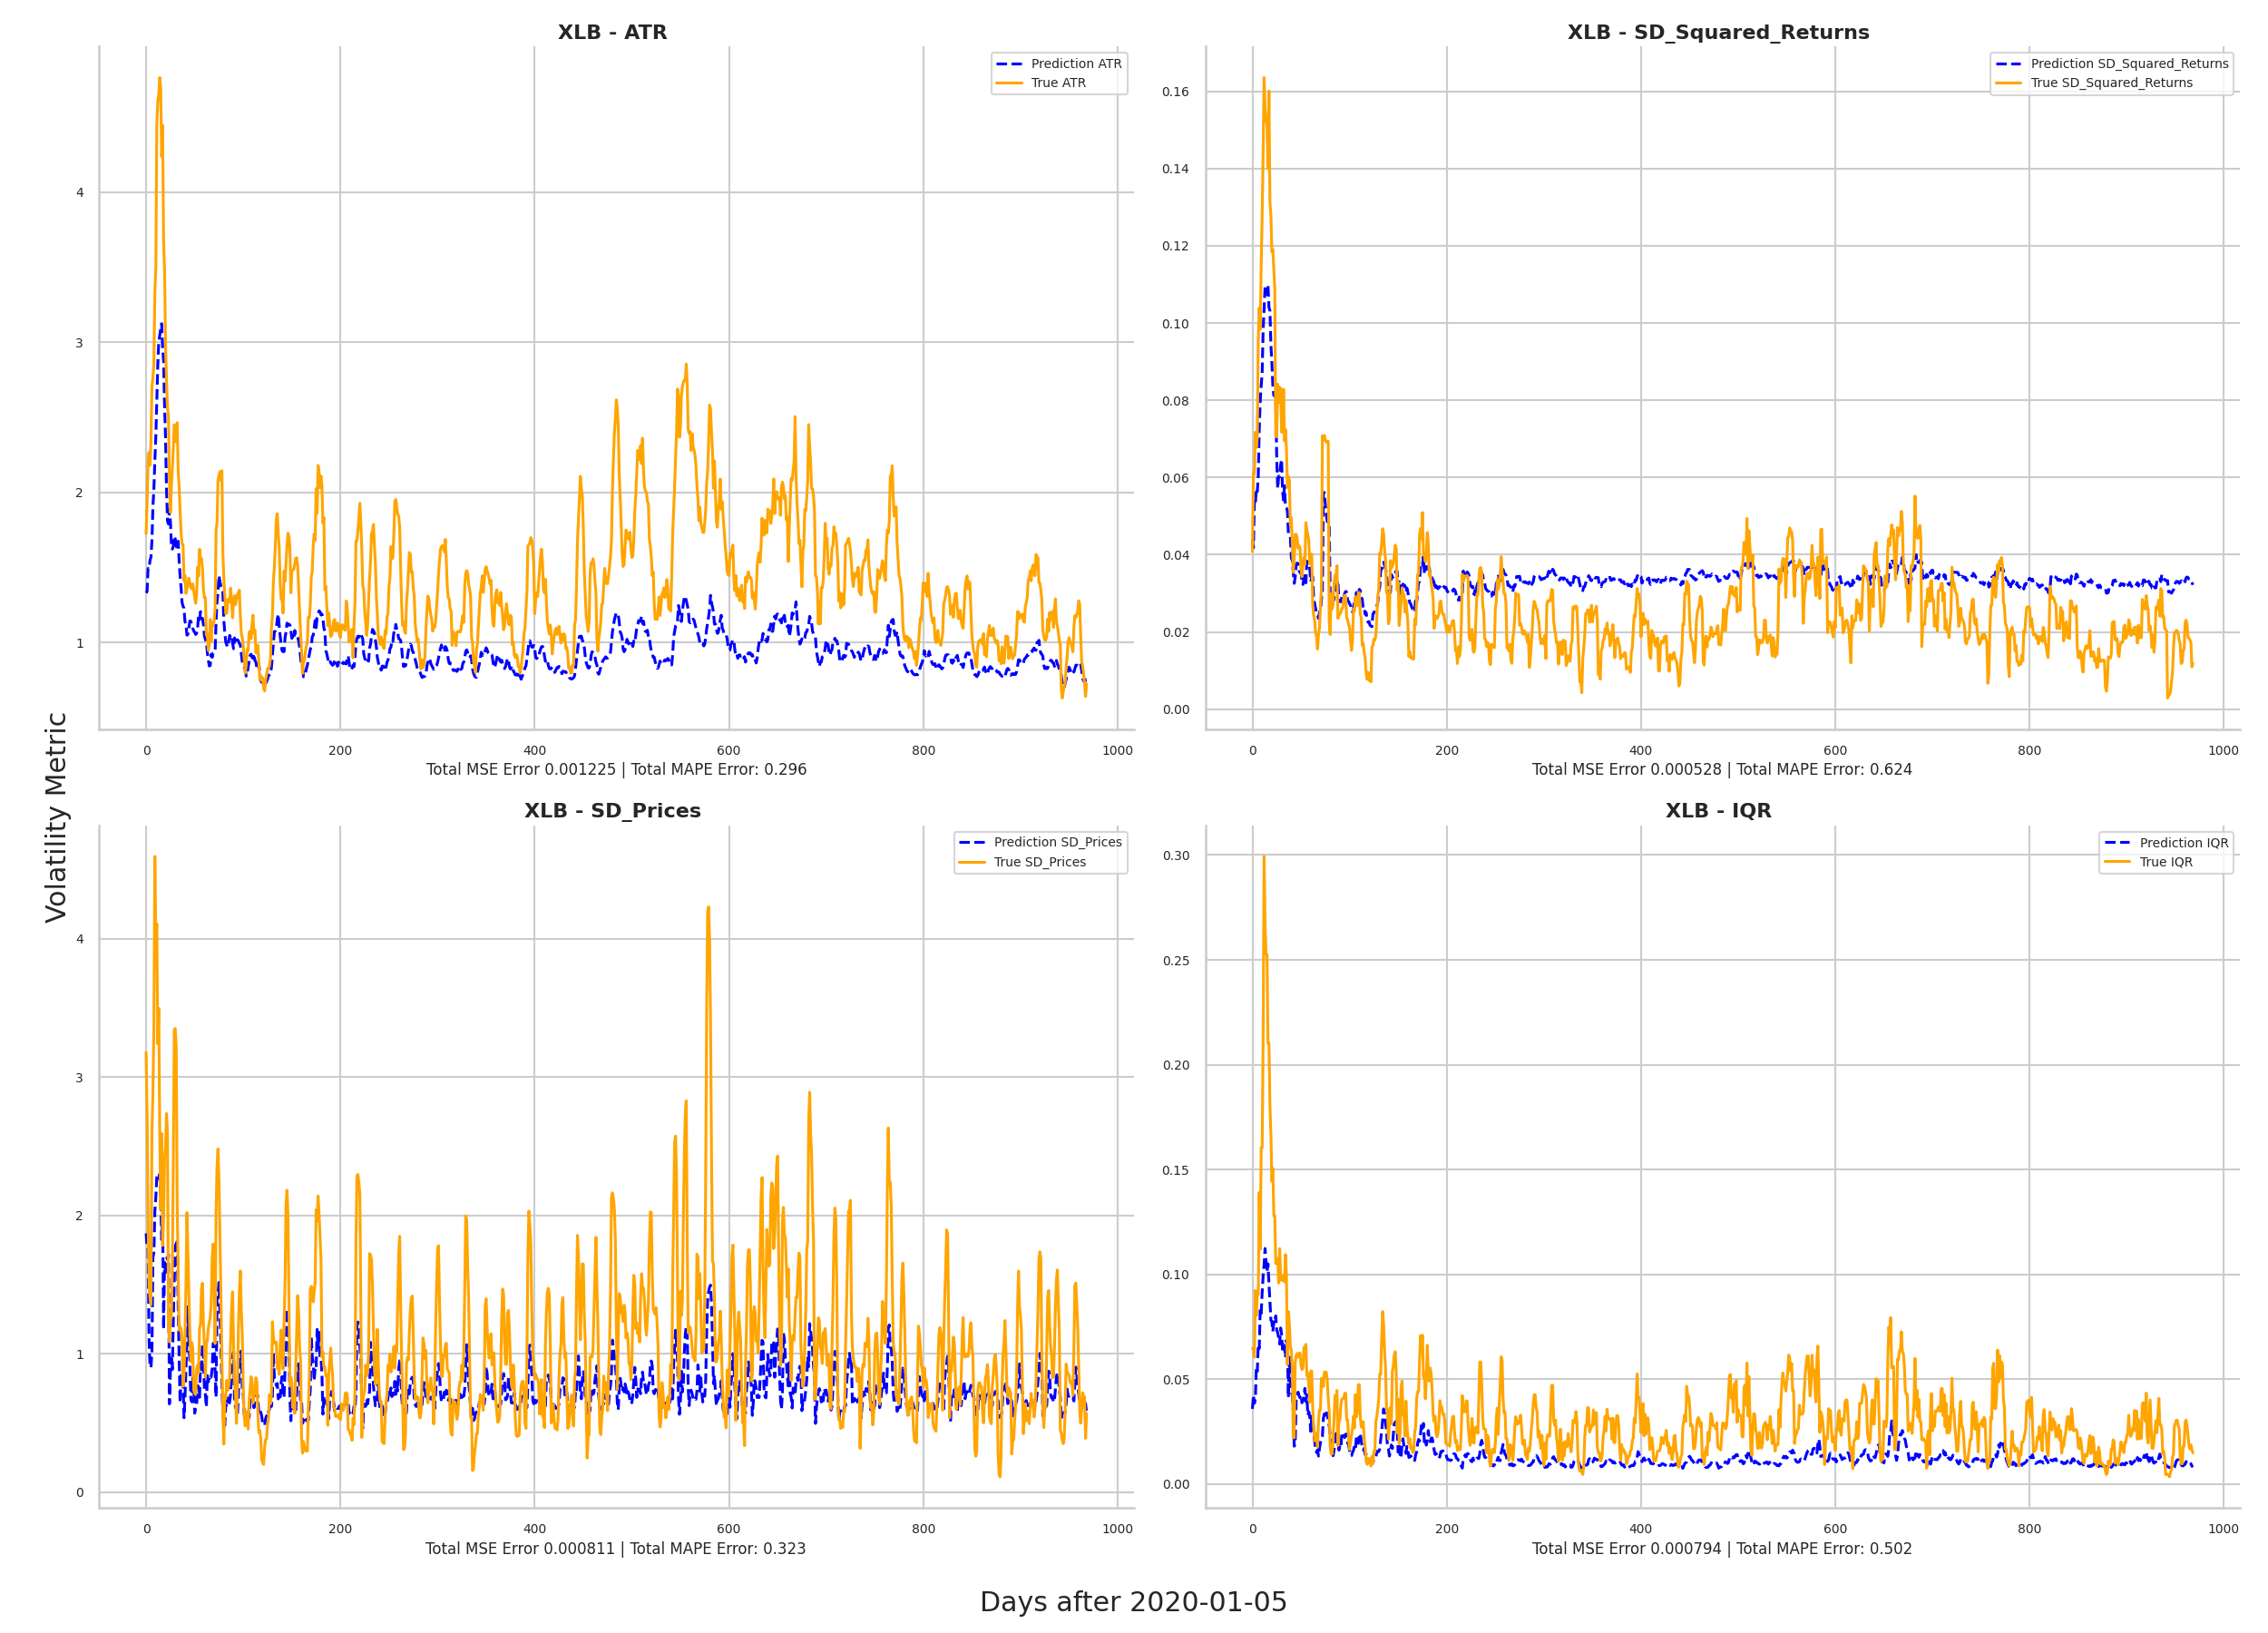 XLB - ATR
Prediction ATR
True ATR
4
3
2
1
0 200 400 600 800 1000
Total MSE Error 0.001225 | Total MAPE Error: 0.296
XLB - SD_Squared_Returns
Prediction SD_Squared_Returns
True SD_Squared_Returns
0.16
0.14
0.12
0.10
0.08
0.06
0.04
0.02
0.00
0 200 400 600 800 1000
Total MSE Error 0.000528 | Total MAPE Error: 0.624
Volatility Metric
XLB - SD_Prices
Prediction SD_Prices
True SD_Prices
4
3
2
1
0
0 200 400 600 800 1000
Total MSE Error 0.000811 | Total MAPE Error: 0.323
XLB - IQR
Prediction IQR
True IQR
0.30
0.25
0.20
0.15
0.10
0.05
0.00
0 200 400 600 800 1000
Total MSE Error 0.000794 | Total MAPE Error: 0.502
Days after 2020-01-05